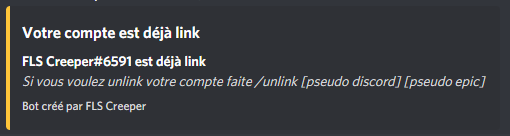 Votre compte est déjà link
FLS Creeper#6591 est déjà link
Si vous voulez unlink votre compte faite /unlink [pseudo discord] [pseudo epic]
Bot créé par FLS Creeper